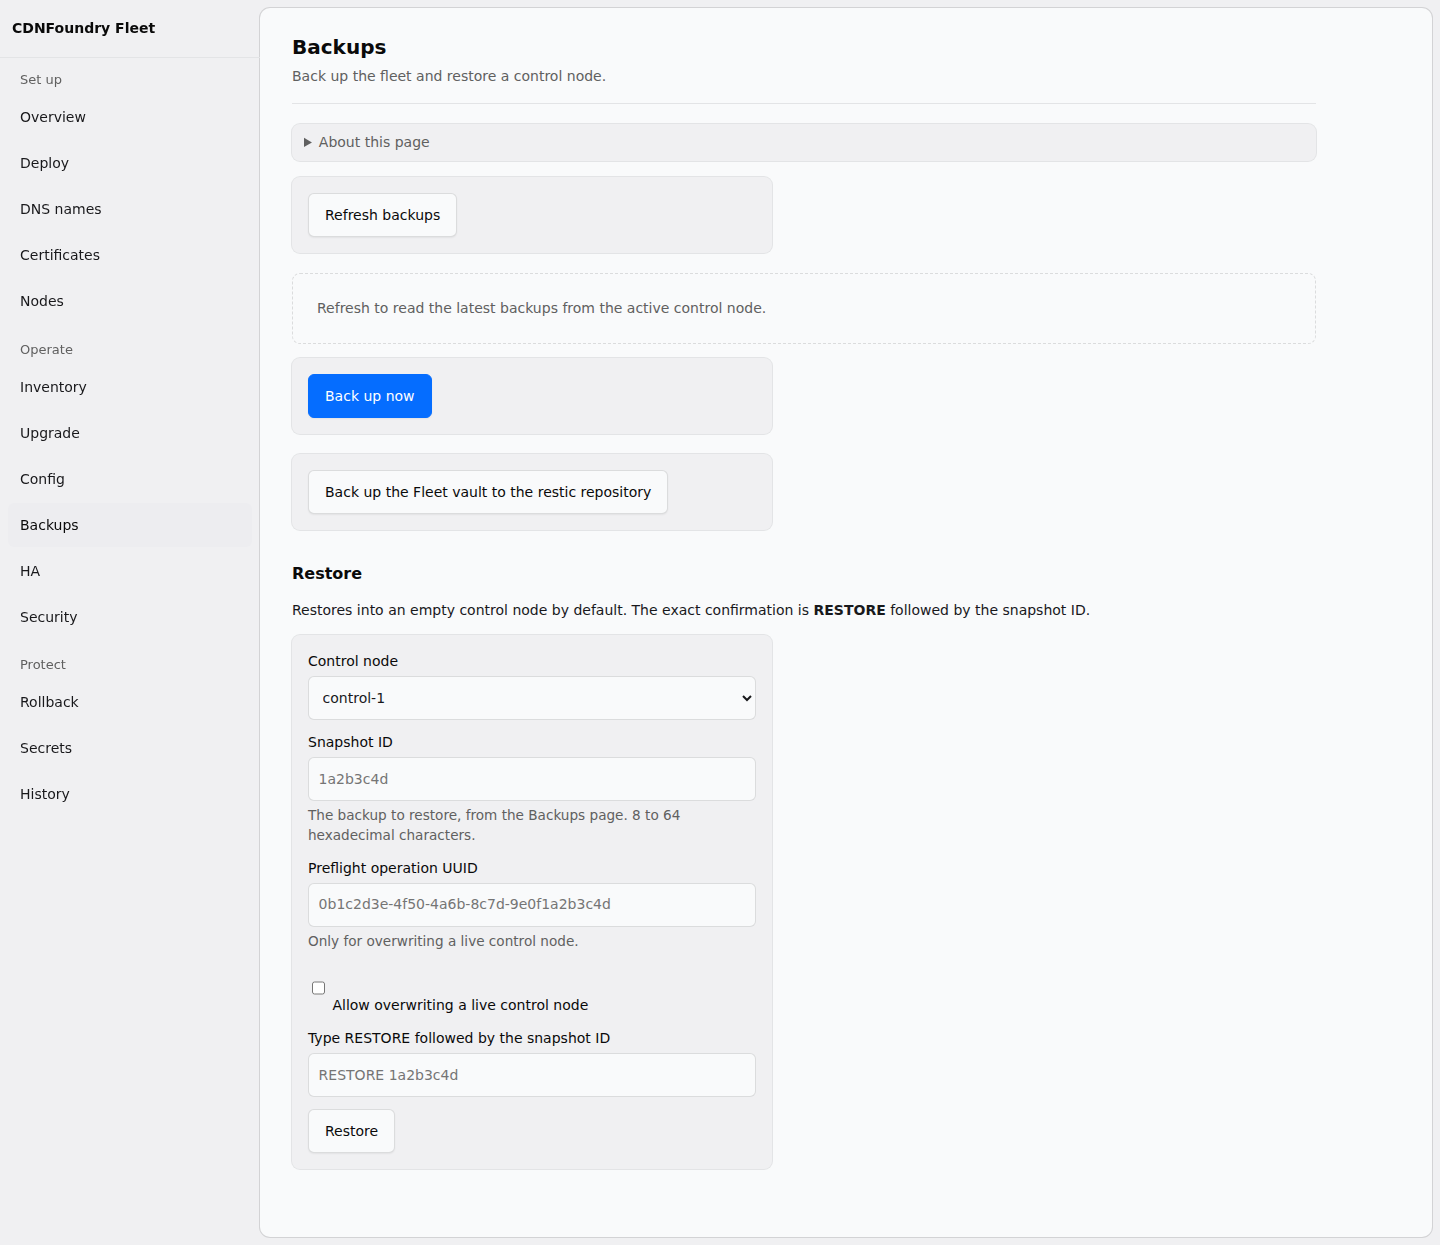 CDNFoundry Fleet
Set up
Overview
Deploy
DNS names
Certificates
Nodes
Operate
Inventory
Upgrade
Config
Backups
HA
Security
Protect
Rollback
Secrets
History
Backups
Back up the fleet and restore a control node.
About this page
Refresh backups
Refresh to read the latest backups from the active control node.
Back up now
Back up the Fleet vault to the restic repository
Restore
Restores into an empty control node by default. The exact confirmation is RESTORE followed by the snapshot ID.
Control node
control-1
Snapshot ID
1a2b3c4d
The backup to restore, from the Backups page. 8 to 64
hexadecimal characters.
Preflight operation UUID
0b1c2d3e-4f50-4a6b-8c7d-9e0f1a2b3c4d
Only for overwriting a live control node.
Allow overwriting a live control node
Type RESTORE followed by the snapshot ID
RESTORE 1a2b3c4d
Restore